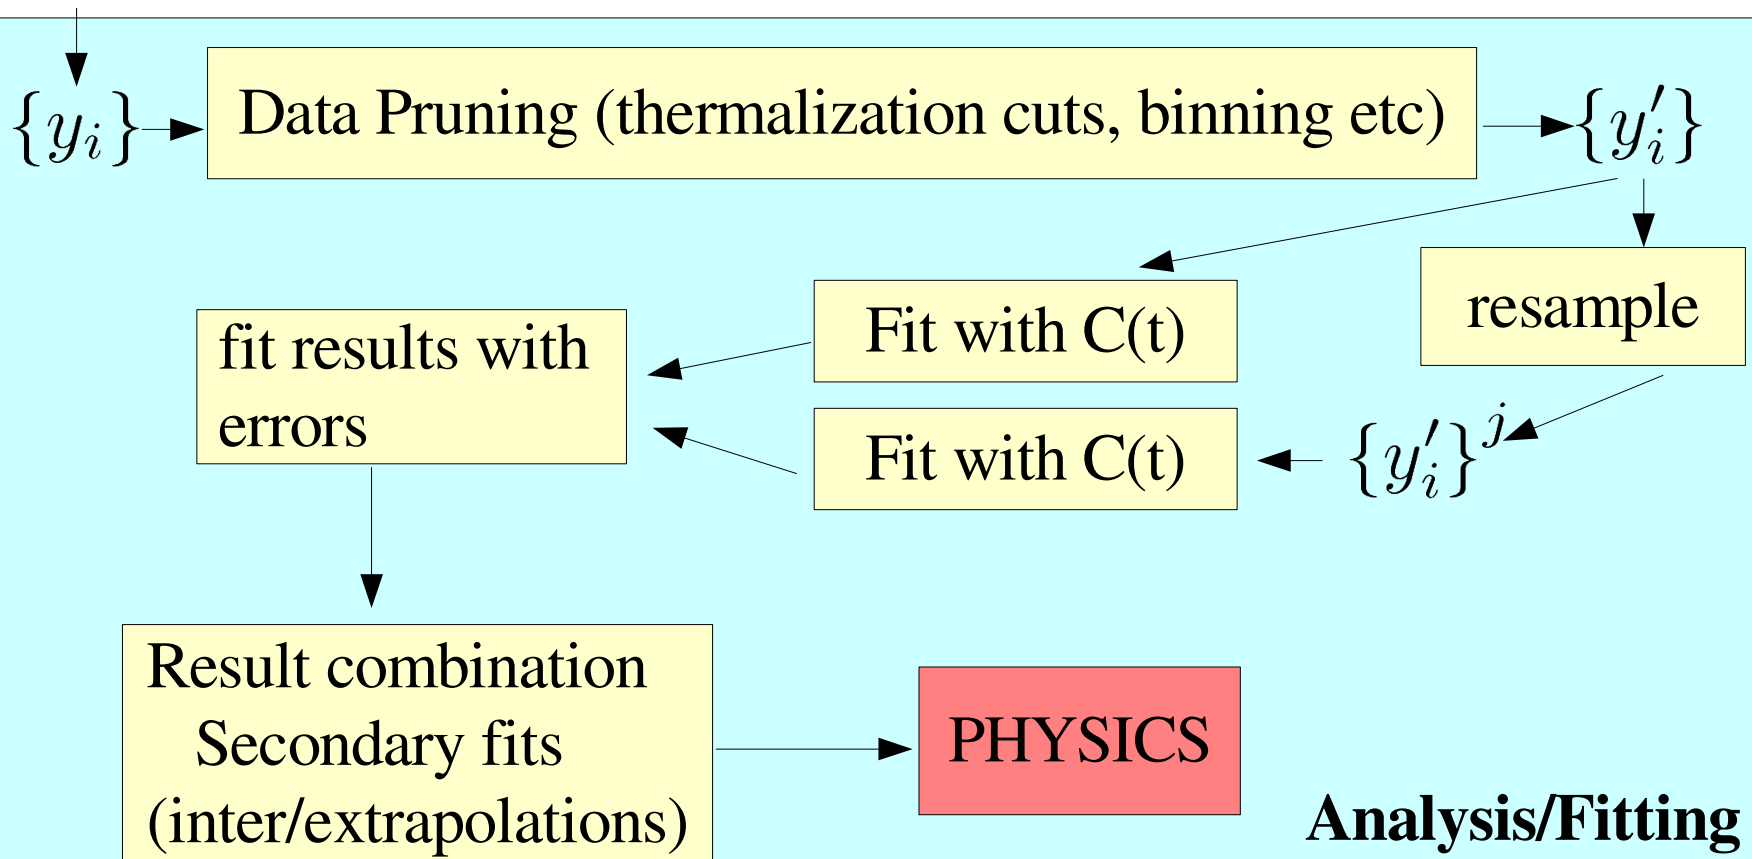 {y_i}
Data Pruning (thermalization cuts, binning etc)
{y'_i}
resample
Fit with C(t)
fit results with
errors
Fit with C(t)
{y'_i}^j
Result combination
Secondary fits
(inter/extrapolations)
PHYSICS
Analysis/Fitting